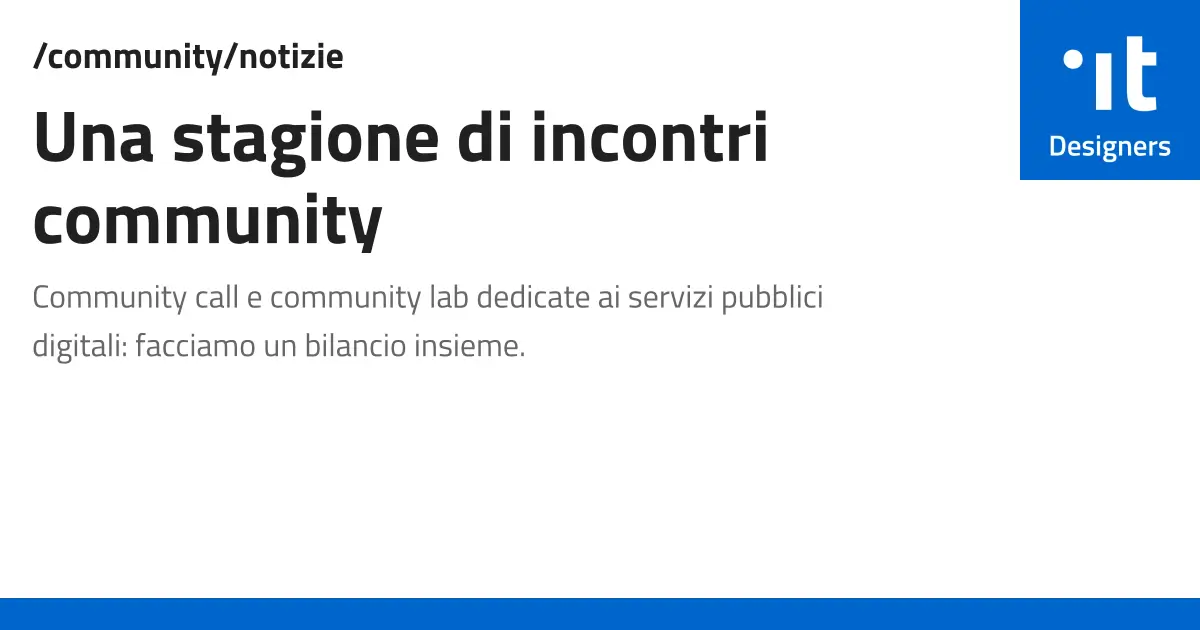 /community/notizie
Una stagione di incontri
community
Community call e community lab dedicate ai servizi pubblici
digitali: facciamo un bilancio insieme.
it
Designers